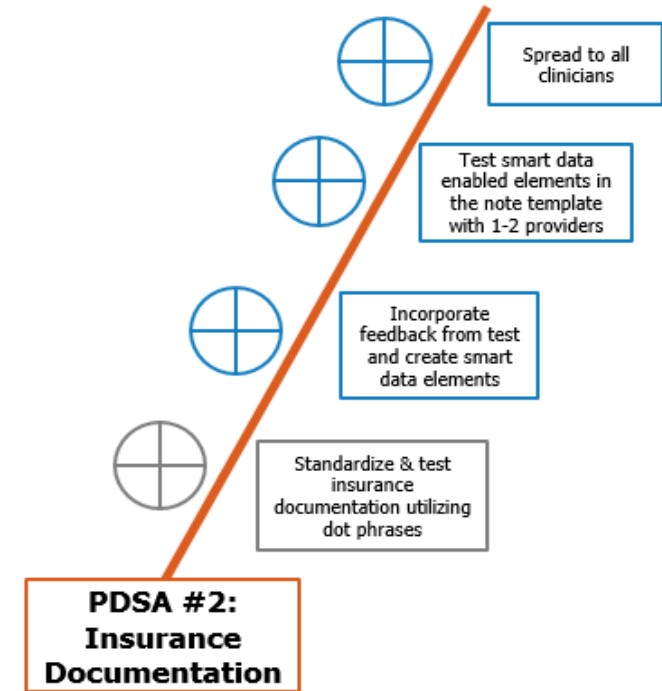 Spread to all
clinicians
Test smart data
enabled elements in
the note template
with 1-2 providers
Incorporate
feedback from test
and create smart
data elements
Standardize & test
insurance
documentation utilizing
dot phrases
PDSA #2:
Insurance
Documentation